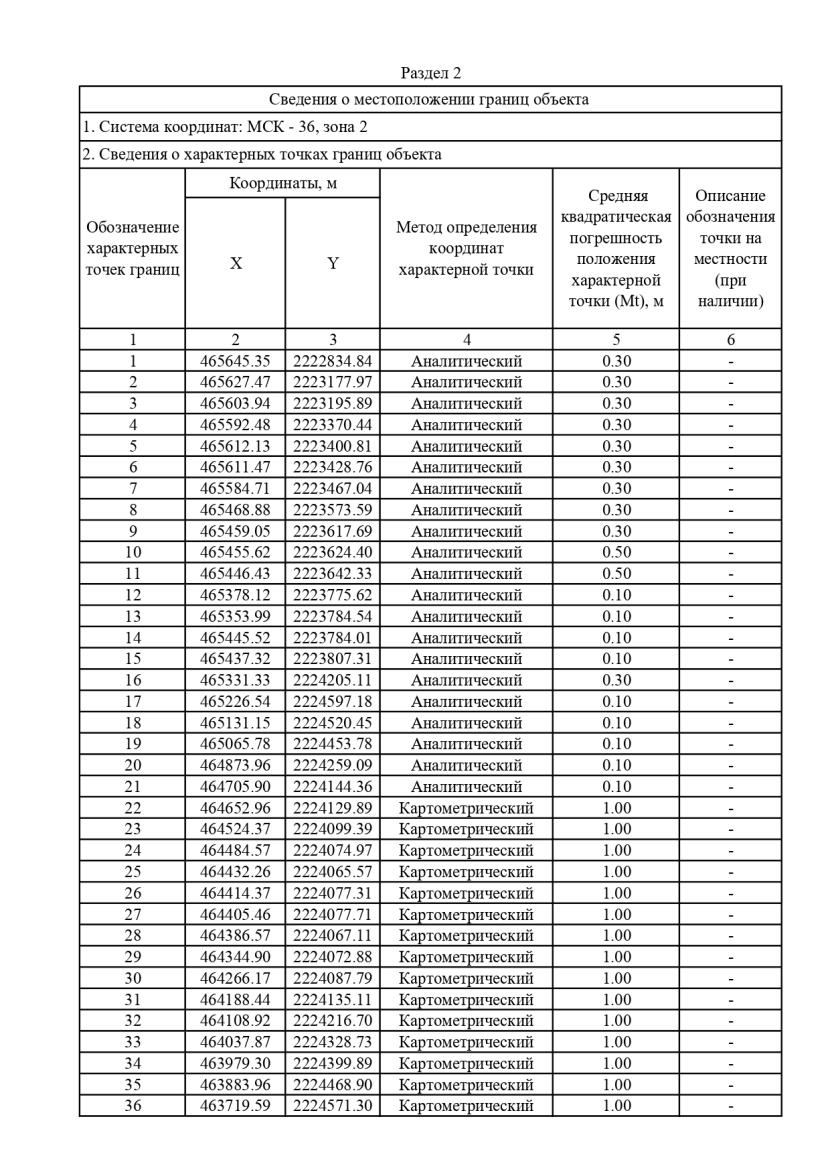 Раздел 2
Сведения о местоположении границ объекта
1. Система координат: МСК - 36, зона 2
2. Сведения о характерных точках границ объекта
Обозначение характерных точек границ
Координаты, м
X
Y
Метод определения координат характерной точки
Средняя квадратическая погрешность положения характерной точки (Mt), м
Описание обозначения точки на местности (при наличии)
1 2 3 4 5 6
1 465645.35 2222834.84 Аналитический 0.30 -
2 465627.47 2223177.97 Аналитический 0.30 -
3 465603.94 2223195.89 Аналитический 0.30 -
4 465592.48 2223370.44 Аналитический 0.30 -
5 465612.13 2223400.81 Аналитический 0.30 -
6 465611.47 2223428.76 Аналитический 0.30 -
7 465584.71 2223467.04 Аналитический 0.30 -
8 465468.88 2223573.59 Аналитический 0.30 -
9 465459.05 2223617.69 Аналитический 0.30 -
10 465455.62 2223624.40 Аналитический 0.50 -
11 465446.43 2223642.33 Аналитический 0.50 -
12 465378.12 2223775.62 Аналитический 0.10 -
13 465353.99 2223784.54 Аналитический 0.10 -
14 465445.52 2223784.01 Аналитический 0.10 -
15 465437.32 2223807.31 Аналитический 0.10 -
16 465331.33 2224205.11 Аналитический 0.30 -
17 465226.54 2224597.18 Аналитический 0.10 -
18 465131.15 2224520.45 Аналитический 0.10 -
19 465065.78 2224453.78 Аналитический 0.10 -
20 464873.96 2224259.09 Аналитический 0.10 -
21 464705.90 2224144.36 Аналитический 0.10 -
22 464652.96 2224129.89 Картометрический 1.00 -
23 464524.37 2224099.39 Картометрический 1.00 -
24 464484.57 2224074.97 Картометрический 1.00 -
25 464432.26 2224065.57 Картометрический 1.00 -
26 464414.37 2224077.31 Картометрический 1.00 -
27 464405.46 2224077.71 Картометрический 1.00 -
28 464386.57 2224067.11 Картометрический 1.00 -
29 464344.90 2224072.88 Картометрический 1.00 -
30 464266.17 2224087.79 Картометрический 1.00 -
31 464188.44 2224135.11 Картометрический 1.00 -
32 464108.92 2224216.70 Картометрический 1.00 -
33 464037.87 2224328.73 Картометрический 1.00 -
34 463979.30 2224399.89 Картометрический 1.00 -
35 463883.96 2224468.90 Картометрический 1.00 -
36 463719.59 2224571.30 Картометрический 1.00 -